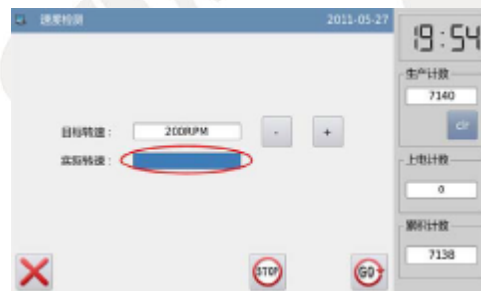 速度检测
2011-05-27
19:54
生产计数
7140
clr
目标转速：
200RPM
-
+
实际转速：
上电计数
0
累积计数
7138
STOP
GO